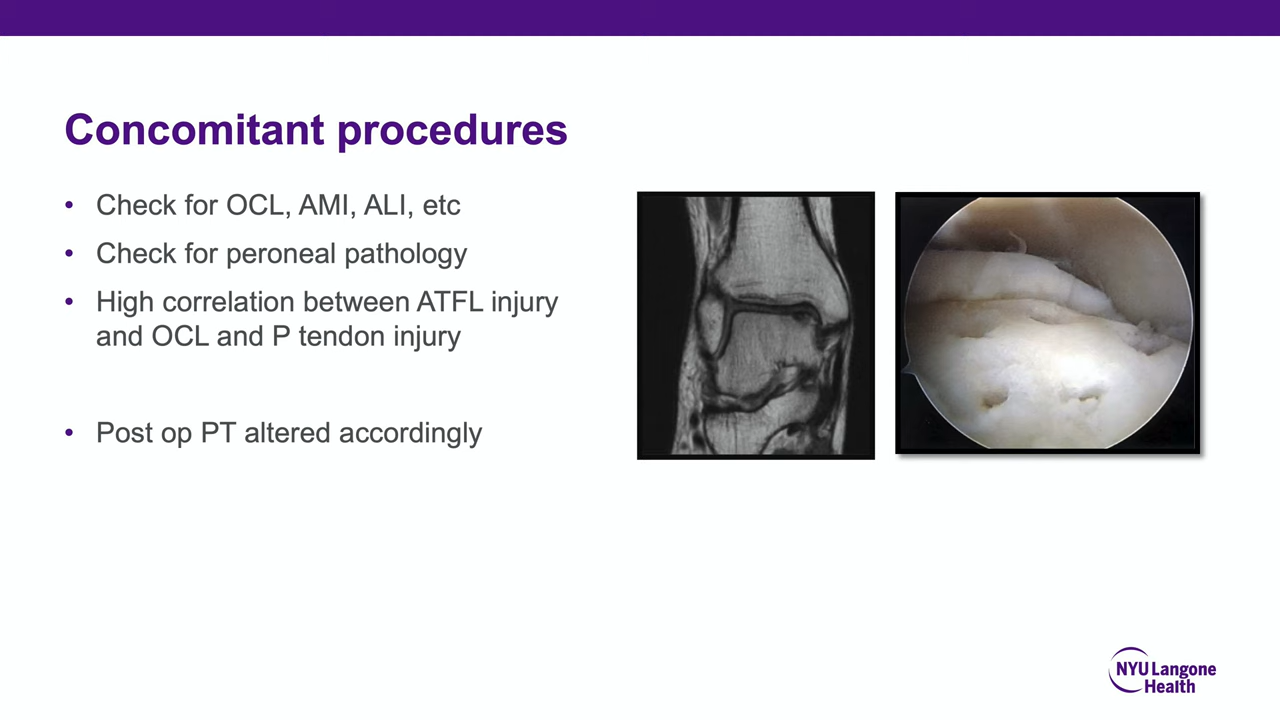 Concomitant procedures
• Check for OCL, AMI, ALI, etc
• Check for peroneal pathology
• High correlation between ATFL injury
and OCL and P tendon injury
• Post op PT altered accordingly
NYU Langone
Health